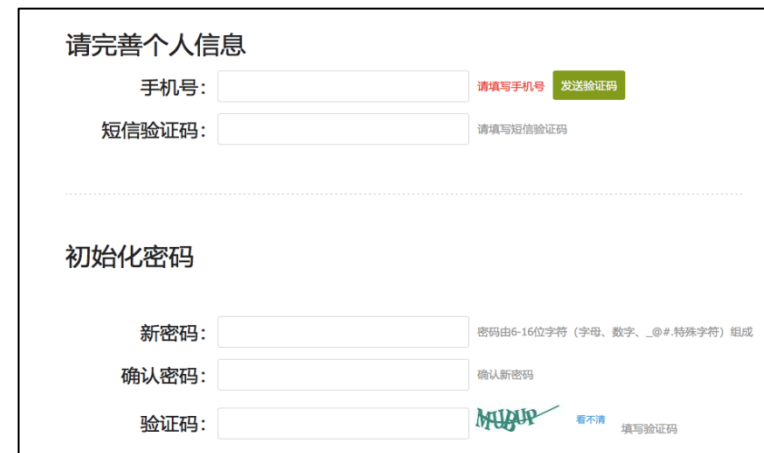 请完善个人信息
手机号： 请填写手机号 发送验证码
短信验证码： 请填写短信验证码
初始化密码
新密码： 密码由6-16位字符（字母、数字、_@#.特殊字符）组成
确认密码： 确认新密码
验证码： MUBUP 看不清 填写验证码